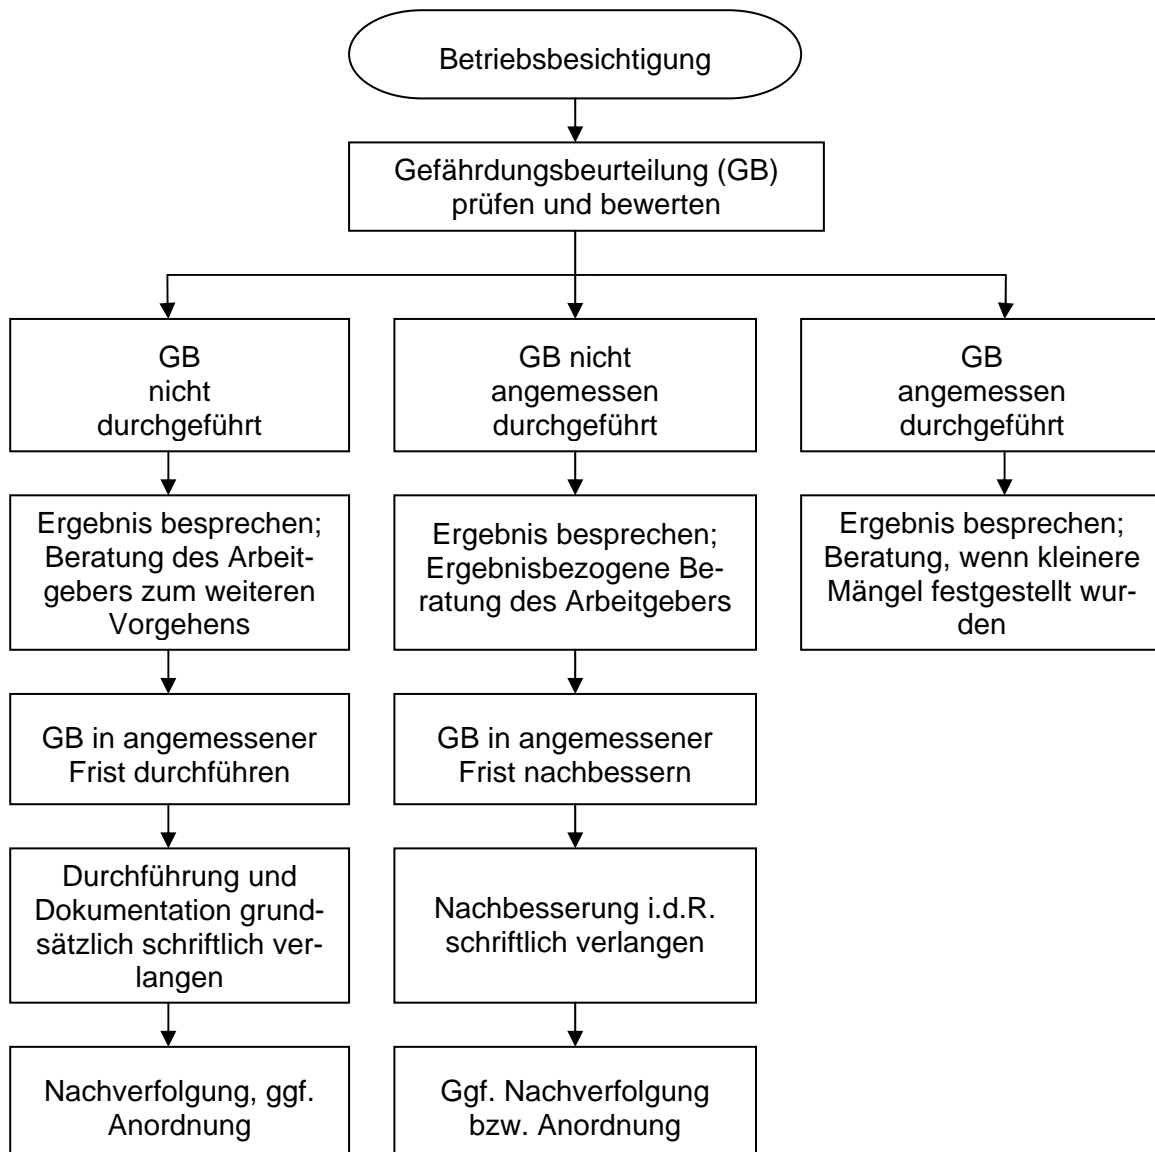 Betriebsbesichtigung
Gefährdungsbeurteilung (GB)
prüfen und bewerten
GB
nicht
durchgeführt
GB nicht
angemessen
durchgeführt
GB
angemessen
durchgeführt
Ergebnis besprechen;
Beratung des Arbeit-
gebers zum weiteren
Vorgehens
Ergebnis besprechen;
Ergebnisbezogene Be-
ratung des Arbeitgebers
Ergebnis besprechen;
Beratung, wenn kleinere
Mängel festgestellt wur-
den
GB in angemessener
Frist durchführen
GB in angemessener
Frist nachbessern
Durchführung und
Dokumentation grund-
sätzlich schriftlich ver-
langen
Nachbesserung i.d.R.
schriftlich verlangen
Nachverfolgung, ggf.
Anordnung
Ggf. Nachverfolgung
bzw. Anordnung